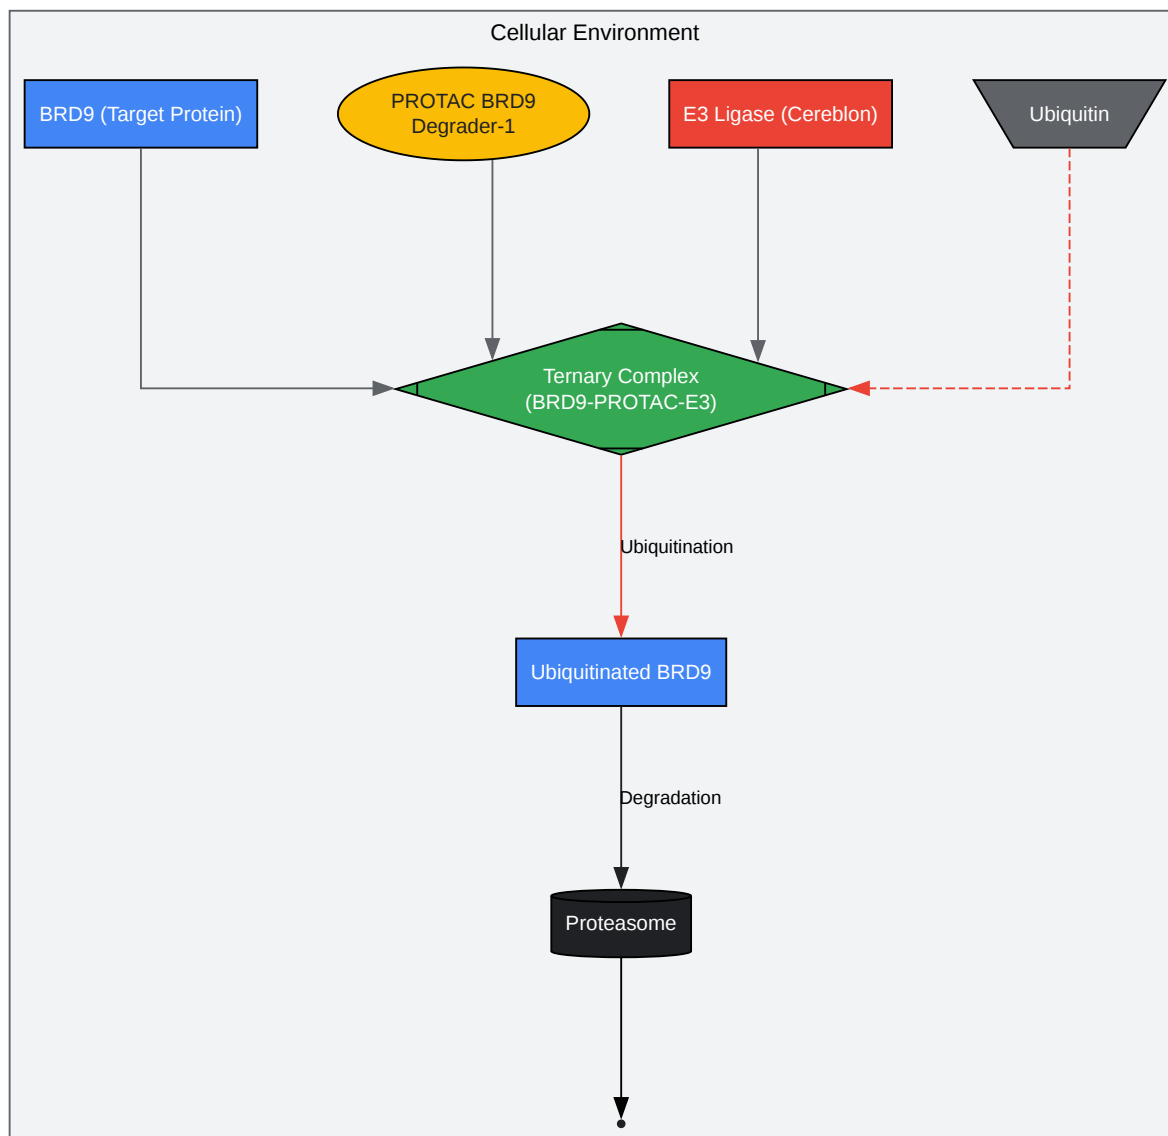 Cellular Environment
BRD9 (Target Protein)
PROTAC BRD9
Degrader-1
E3 Ligase (Cereblon)
Ubiquitin
Ternary Complex
(BRD9-PROTAC-E3)
Ubiquitination
Ubiquitinated BRD9
Degradation
Proteasome